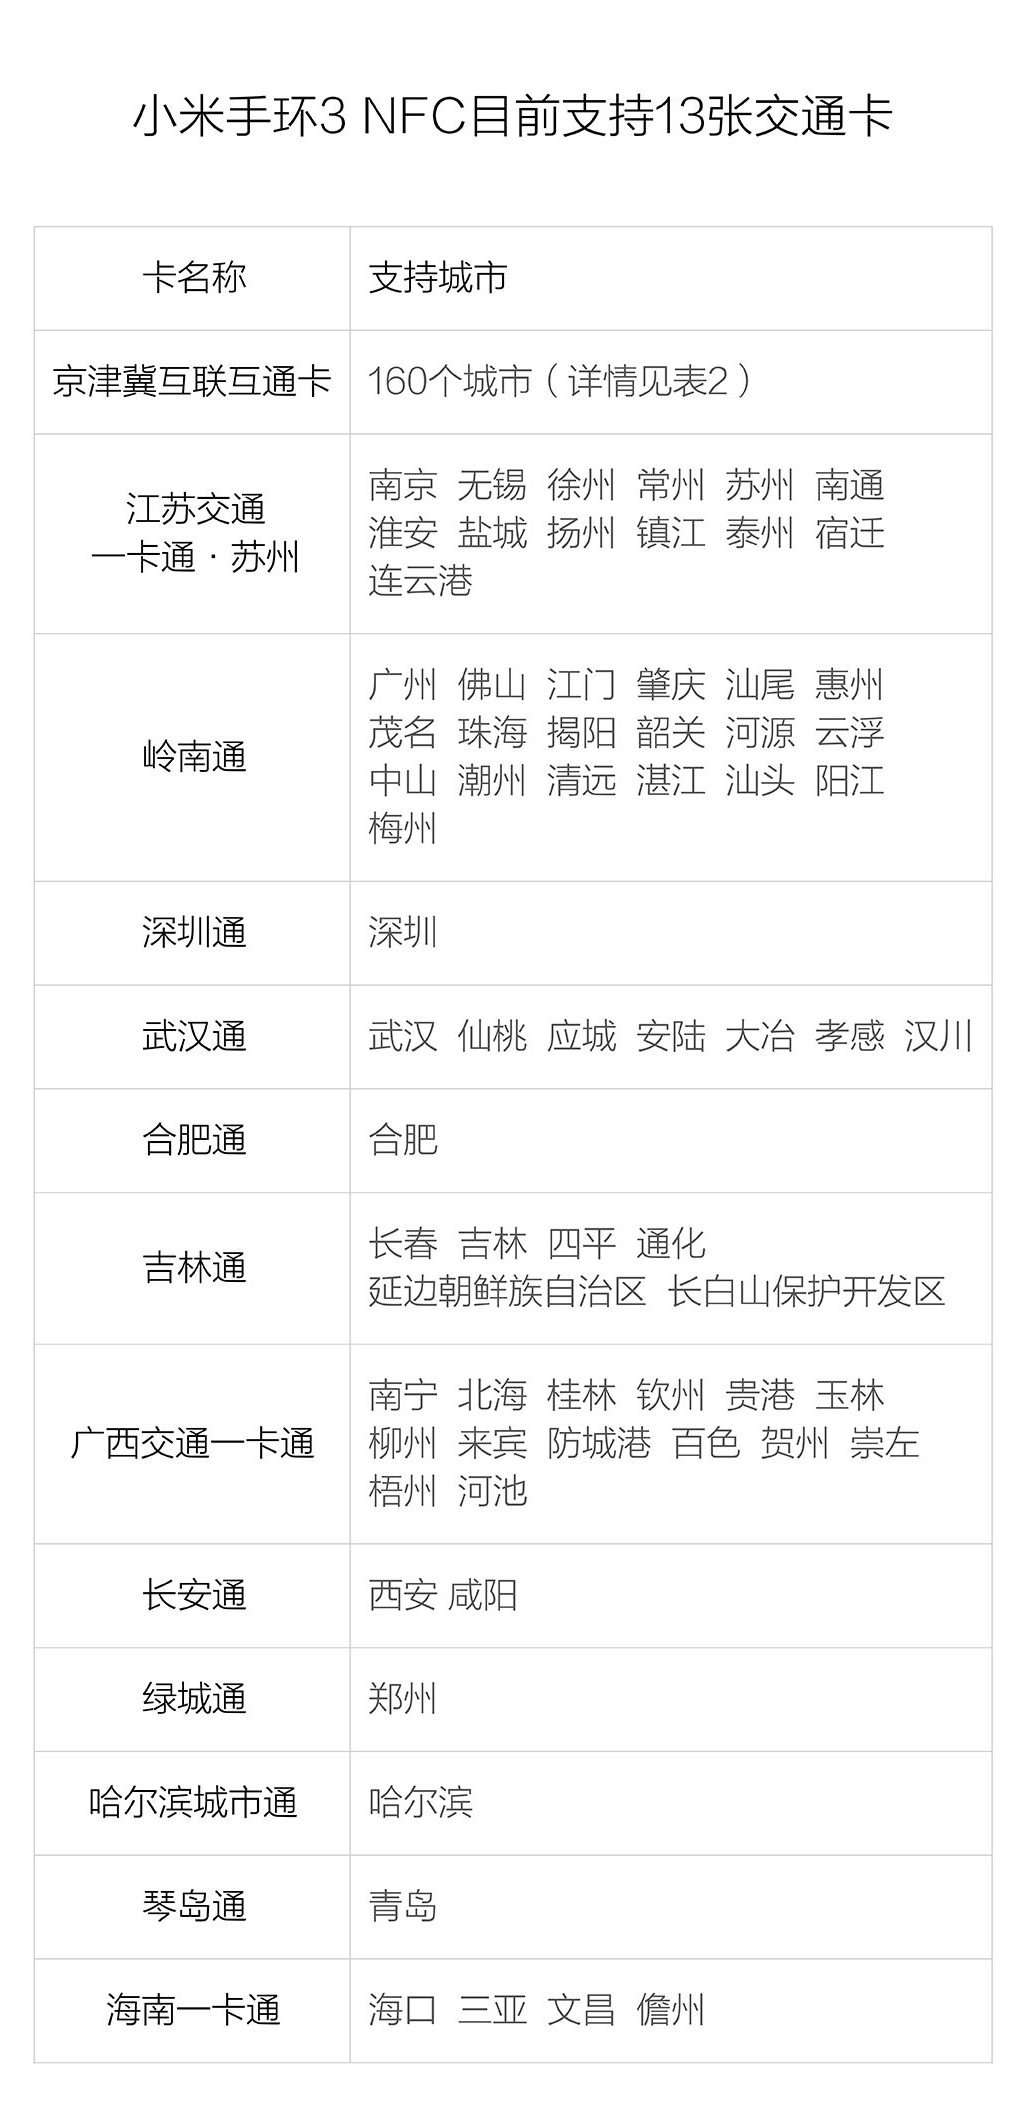 小米手环3 NFC目前支持13张交通卡
卡名称 支持城市
京津冀互联互通卡 160个城市（详情见表2）
江苏交通
一卡通·苏州
南京 无锡 徐州 常州 苏州 南通
淮安 盐城 扬州 镇江 泰州 宿迁
连云港
岭南通
广州 佛山 江门 肇庆 汕尾 惠州
茂名 珠海 揭阳 韶关 河源 云浮
中山 潮州 清远 湛江 汕头 阳江
梅州
深圳通 深圳
武汉通 武汉 仙桃 应城 安陆 大冶 孝感 汉川
合肥通 合肥
吉林通
长春 吉林 四平 通化
延边朝鲜族自治区 长白山保护开发区
广西交通一卡通
南宁 北海 桂林 钦州 贵港 玉林
柳州 来宾 防城港 百色 贺州 崇左
梧州 河池
长安通 西安 咸阳
绿城通 郑州
哈尔滨城市通 哈尔滨
琴岛通 青岛
海南一卡通 海口 三亚 文昌 儋州